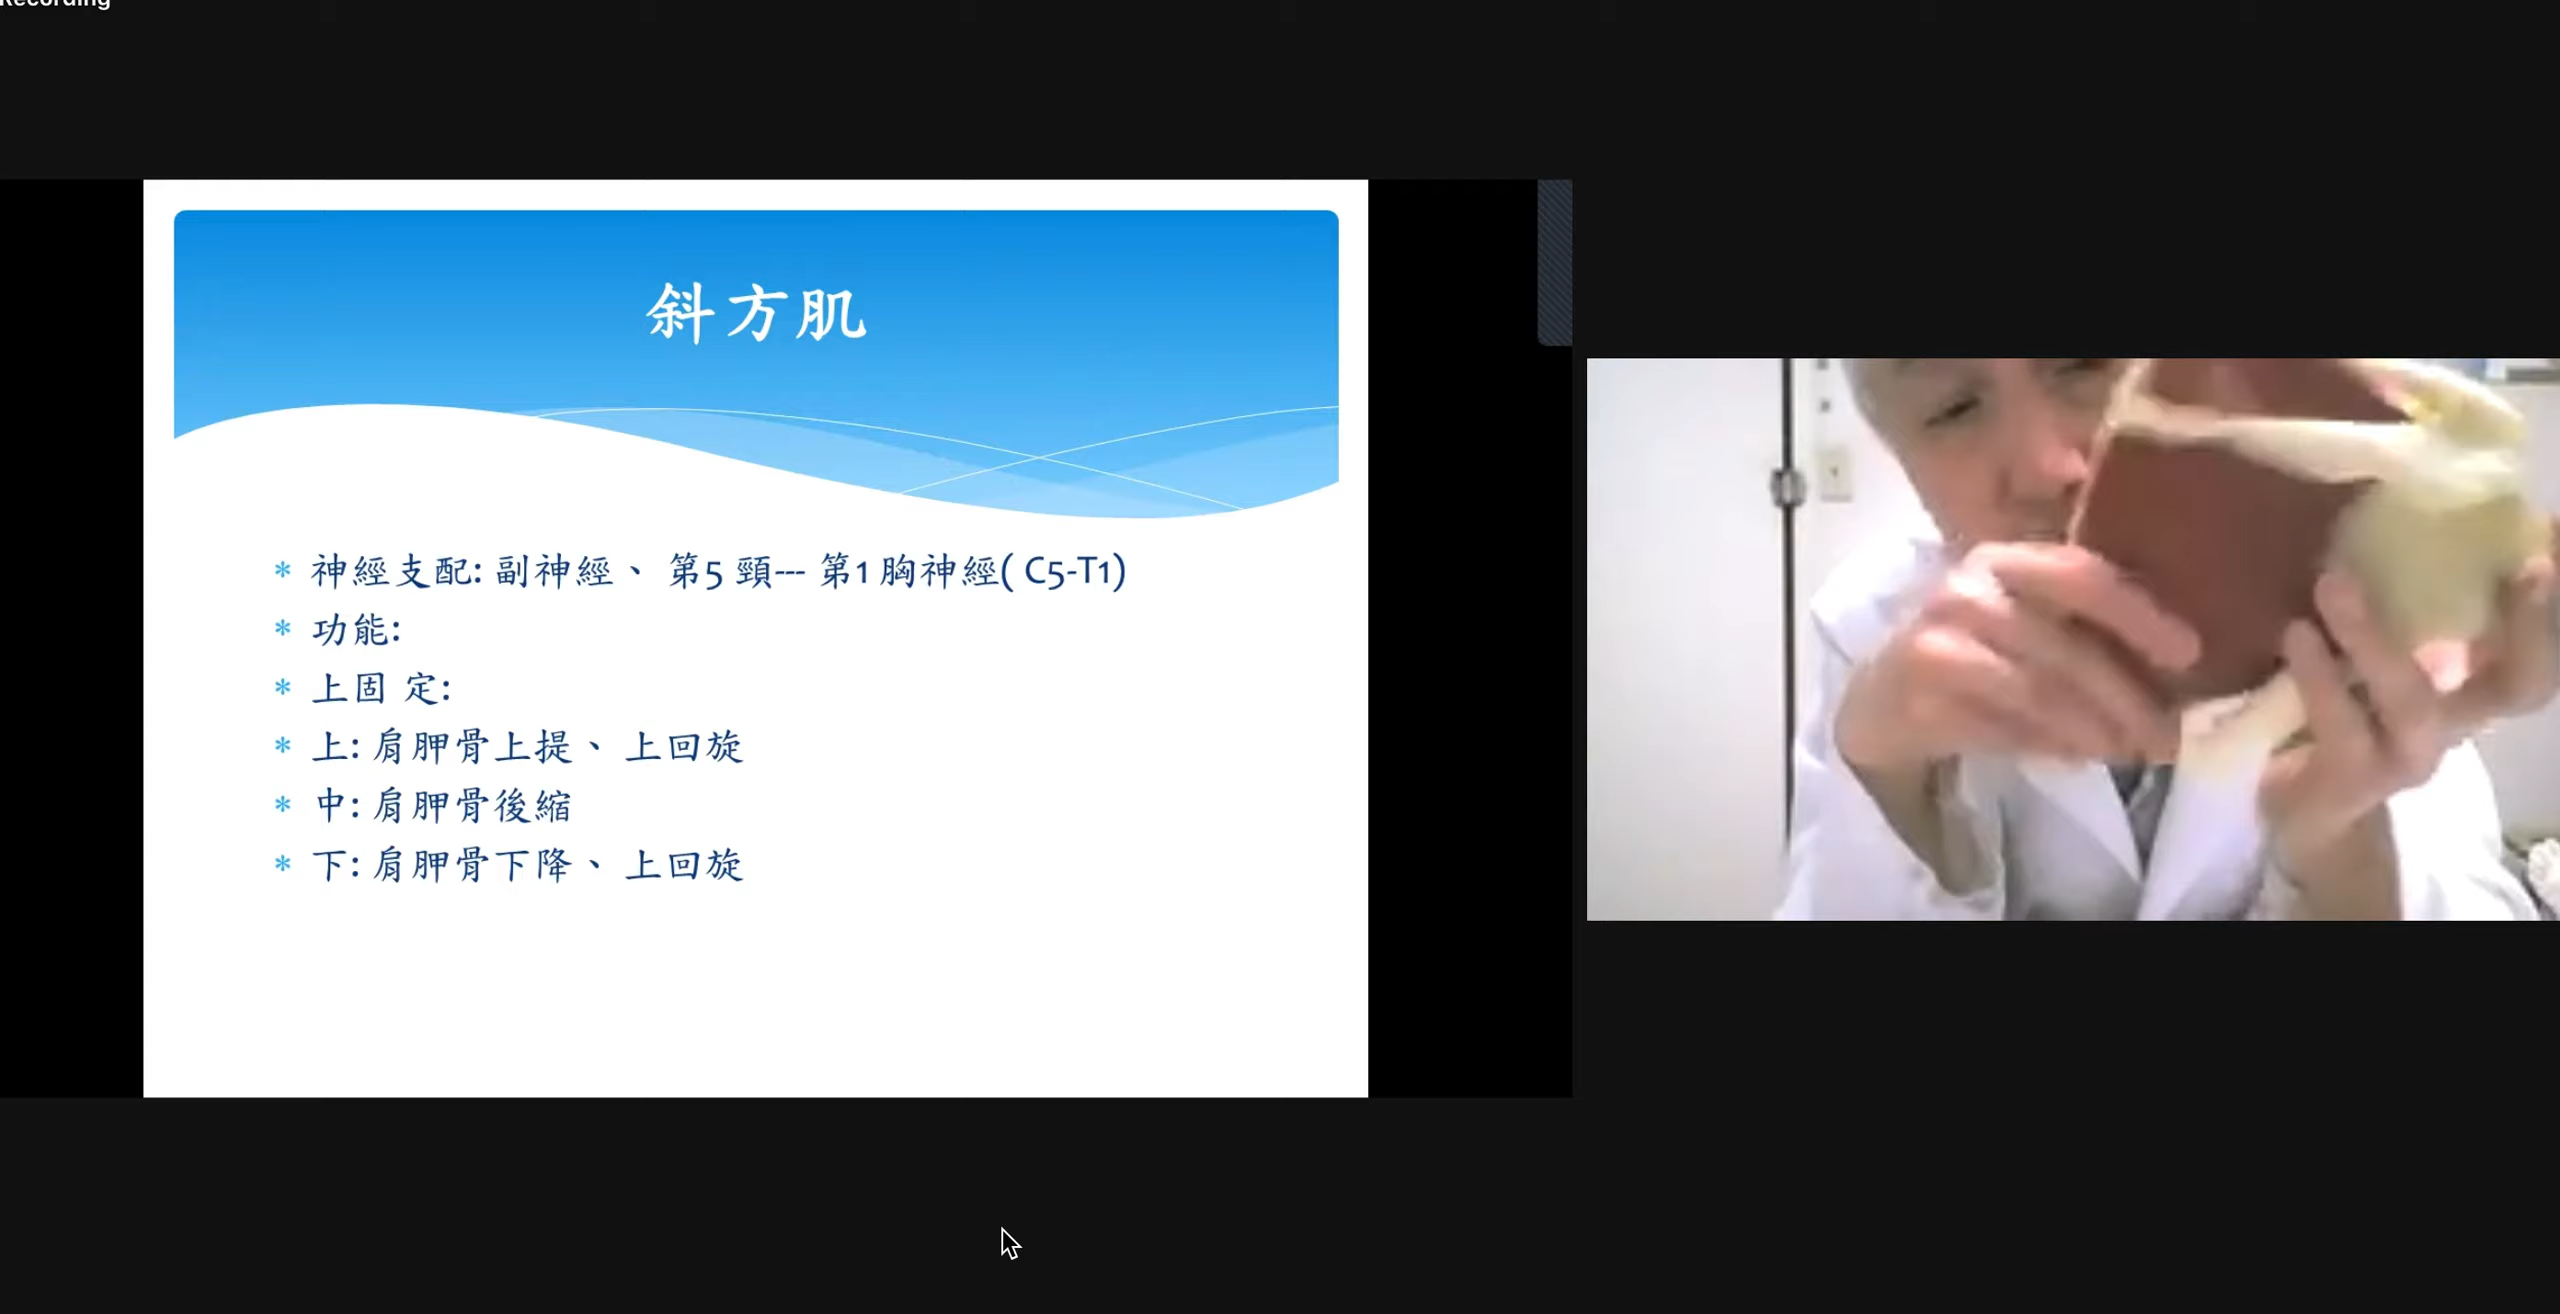 Recording
斜方肌
* 神經支配: 副神經、 第5 頸--- 第1 胸神經( C5-T1)
* 功能:
* 上固 定:
* 上: 肩胛骨上提、 上回旋
* 中: 肩胛骨後縮
* 下: 肩胛骨下降、 上回旋